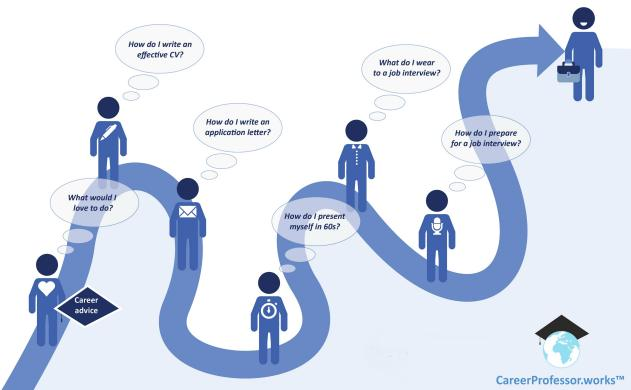 How do I write an
effective CV?
What do I wear
to a job interview?
How do I write an
application letter?
How do I prepare
for a job interview?
What would I
love to do?
How do I present
myself in 60s?
Career
advice
CareerProfessor.works™